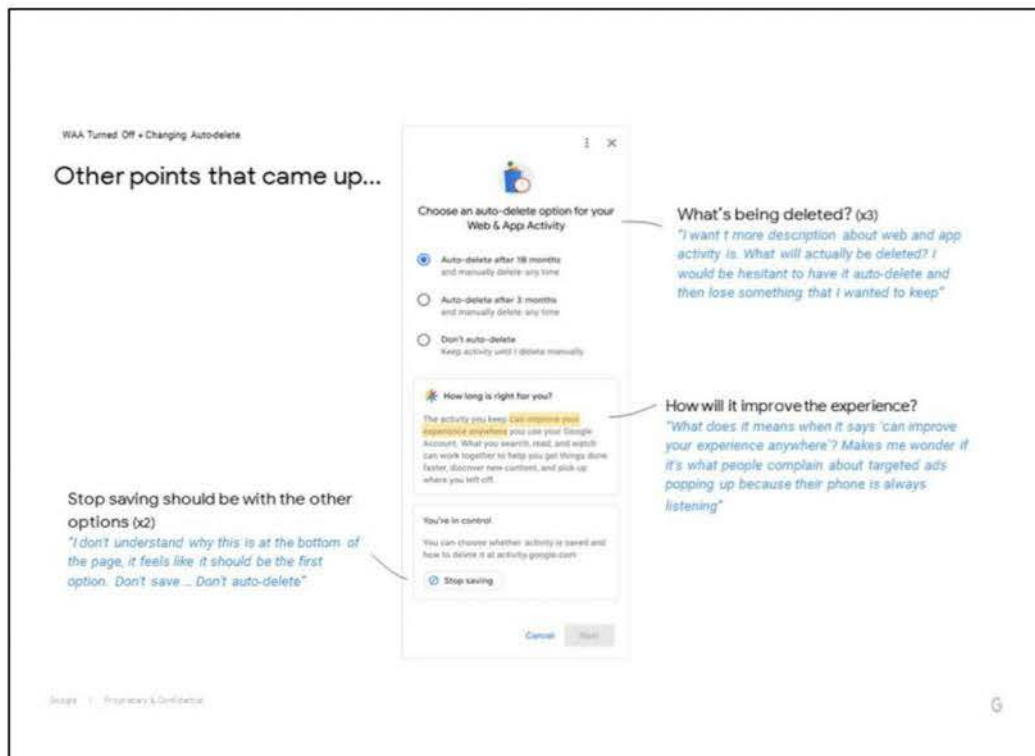 WAA Turned Off + Changing Auto-delete
Other points that came up...
Choose an auto-delete option for your
Web & App Activity
Auto-delete after 18 months
and manually delete any time
Auto-delete after 3 months
and manually delete any time
Don't auto-delete
Keep activity until I delete manually
How long is right for you?
The activity you keep can improve your
experience anywhere you use your Google
Account. What you search, read, and watch
can work together to help you get things done
faster, discover new content, and pick up
where you left off.
You're in control
You can choose whether activity is saved and
how to delete it at activity.google.com
Stop saving
Cancel
Next
What's being deleted? (x3)
"I want t more description about web and app
activity is. What will actually be deleted? I
would be hesitant to have it auto-delete and
then lose something that I wanted to keep"
How will it improve the experience?
"What does it means when it says 'can improve
your experience anywhere'? Makes me wonder if
it's what people complain about targeted ads
popping up because their phone is always
listening"
Stop saving should be with the other
options (x2)
"I don't understand why this is at the bottom of
the page, it feels like it should be the first
option. Don't save ... Don't auto-delete"
Google | Proprietary & Confidential
G